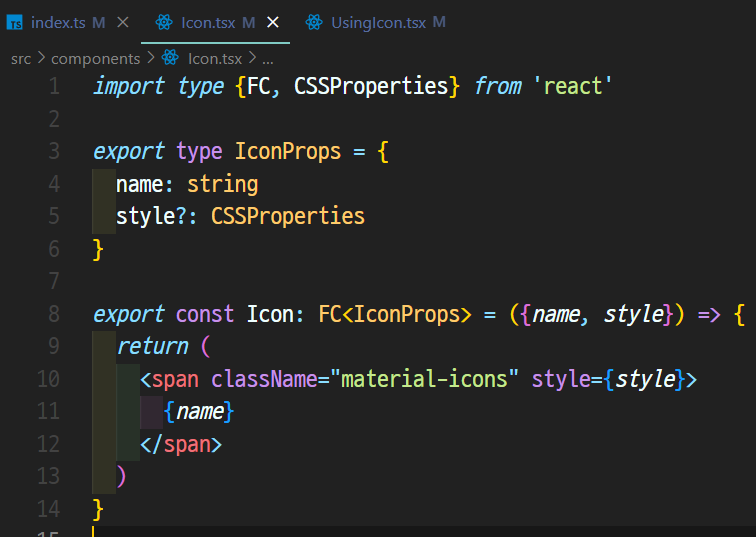 TS index.ts M × Icon.tsx M × UsingIcon.tsx M
src > components > Icon.tsx > ...
1 import type {FC, CSSProperties} from 'react'
2
3 export type IconProps = {
4   name: string
5   style?: CSSProperties
6 }
7
8 export const Icon: FC<IconProps> = ({name, style}) => {
9   return (
10     <span className="material-icons" style={style}>
11       {name}
12     </span>
13   )
14 }
15